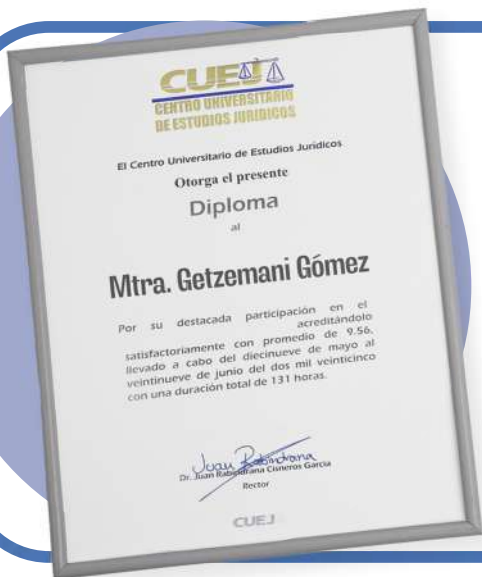 CUEJ
CENTRO UNIVERSITARIO
DE ESTUDIOS JURIDICOS
El Centro Universitario de Estudios Jurídicos
Otorga el presente
Diploma
al
Mtra. Getzemani Gómez
Por su destacada participación en el
acreditándolo
satisfactoriamente con promedio de 9.56,
llevado a cabo del diecinueve de mayo al
veintinueve de junio del dos mil veinticinco
con una duración total de 131 horas.
Juan Rabindrana
Dr. Juan Rabindrana Cisneros García
Rector
CUEJ